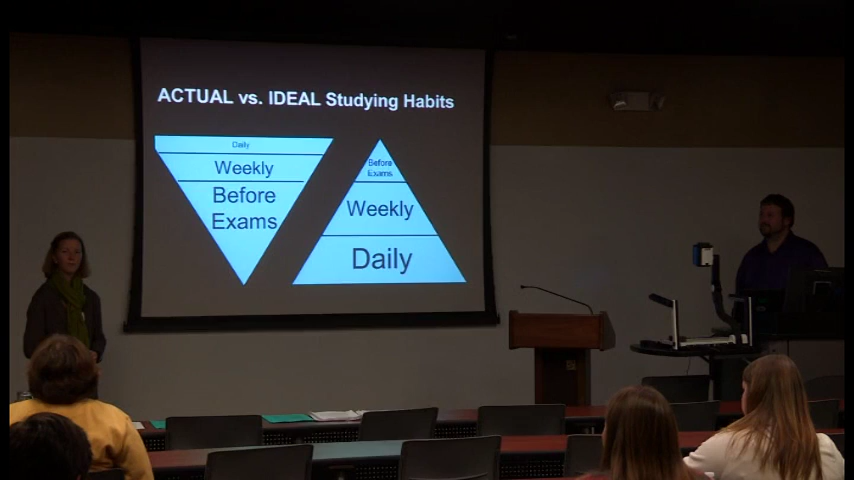 ACTUAL vs. IDEAL Studying Habits
Daily
Weekly
Before
Exams
Before
Exams
Weekly
Daily